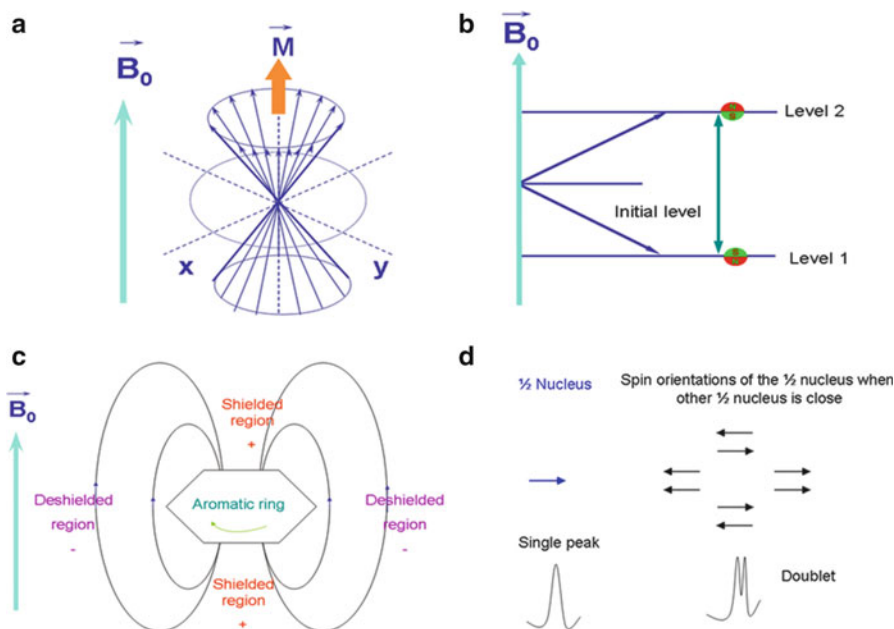 a
B₀
M
x
y
b
B₀
Level 2
Initial level
Level 1
c
B₀
Shielded
region
+
Deshielded
region
-
Aromatic ring
Deshielded
region
-
Shielded
region
+
d
½ Nucleus
Spin orientations of the ½ nucleus when
other ½ nucleus is close
Single peak
Doublet